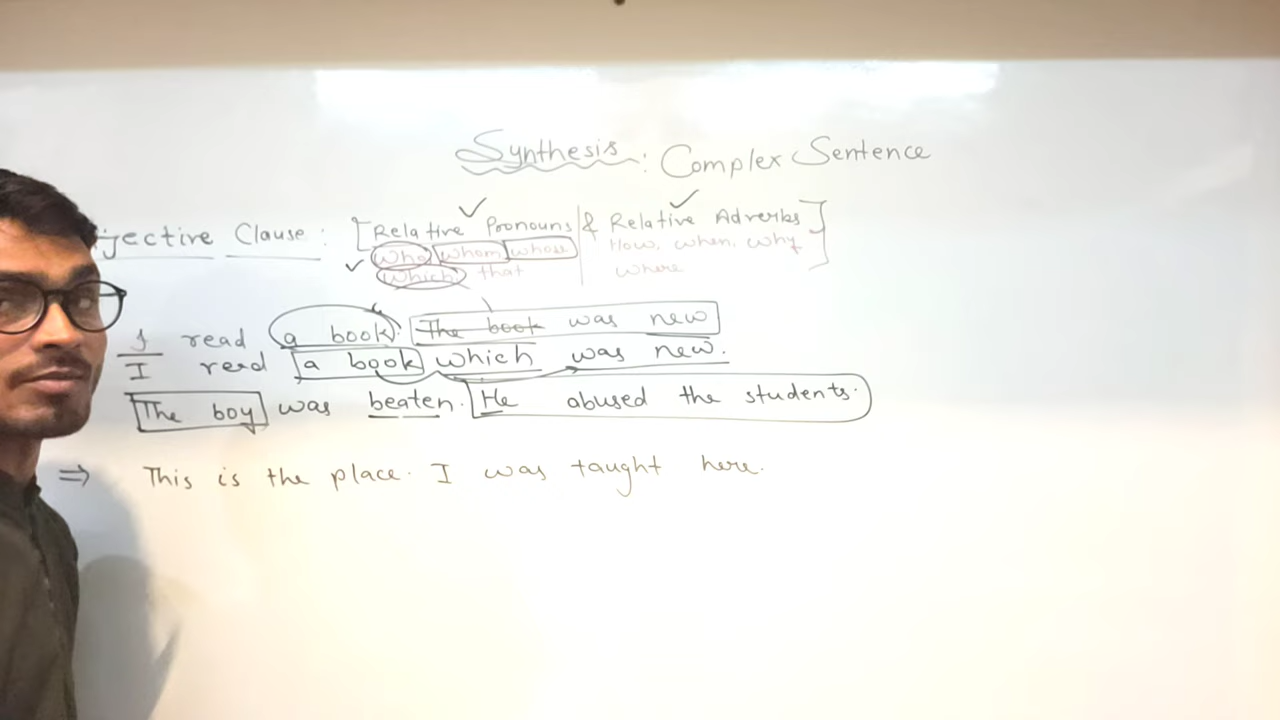 Synthesis : Complex Sentence
jective Clause : [Relative Pronouns & Relative Adverbs]
who whom whose How, when, why
which that where
I read a book. The book was new
I read a book which was new.
The boy was beaten. He abused the students.
⇒ This is the place. I was taught here.